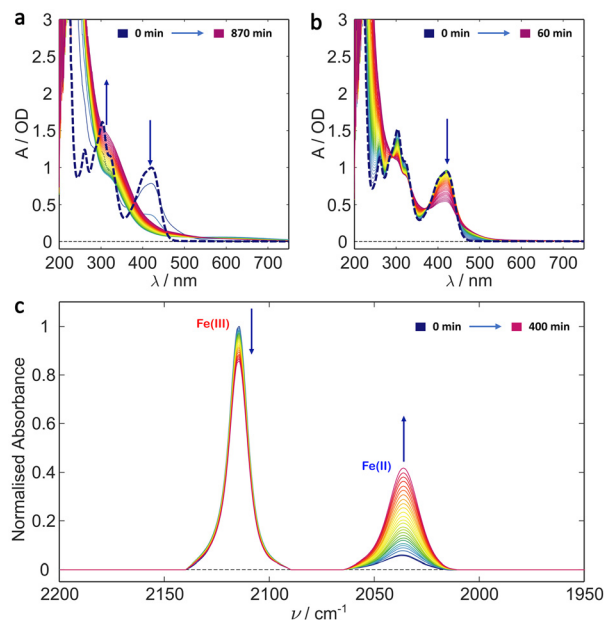 a
0 min → 870 min
A / OD
3
2.5
2
1.5
1
0.5
0
200 300 400 500 600 700
λ / nm
b
0 min → 60 min
A / OD
3
2.5
2
1.5
1
0.5
0
200 300 400 500 600 700
λ / nm
c
Fe(III)
0 min → 400 min
Fe(II)
Normalised Absorbance
1
0.8
0.6
0.4
0.2
0
2200 2150 2100 2050 2000 1950
ν / cm⁻¹